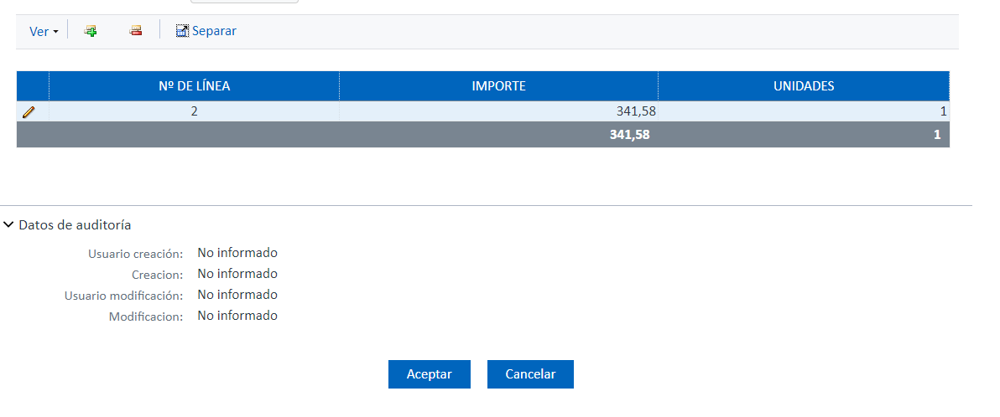 Ver Separar
Nº DE LÍNEA IMPORTE UNIDADES
2 341,58 1
341,58 1
Datos de auditoría
Usuario creación: No informado
Creacion: No informado
Usuario modificación: No informado
Modificacion: No informado
Aceptar Cancelar